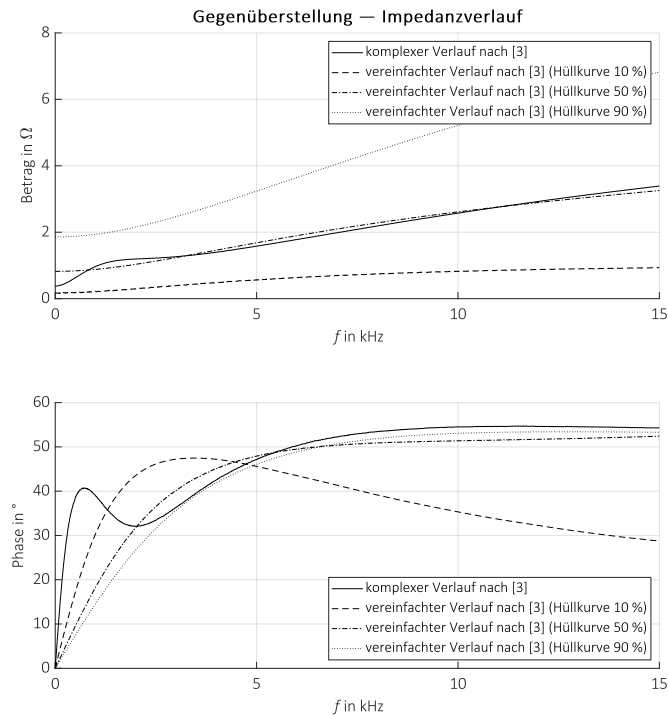 Gegenüberstellung — Impedanzverlauf
8
6
4
2
0
Betrag in Ω
komplexer Verlauf nach [3]
vereinfachter Verlauf nach [3] (Hüllkurve 10 %)
vereinfachter Verlauf nach [3] (Hüllkurve 50 %)
vereinfachter Verlauf nach [3] (Hüllkurve 90 %)
0 5 10 15
f in kHz
60
50
40
30
20
10
0
Phase in °
komplexer Verlauf nach [3]
vereinfachter Verlauf nach [3] (Hüllkurve 10 %)
vereinfachter Verlauf nach [3] (Hüllkurve 50 %)
vereinfachter Verlauf nach [3] (Hüllkurve 90 %)
0 5 10 15
f in kHz